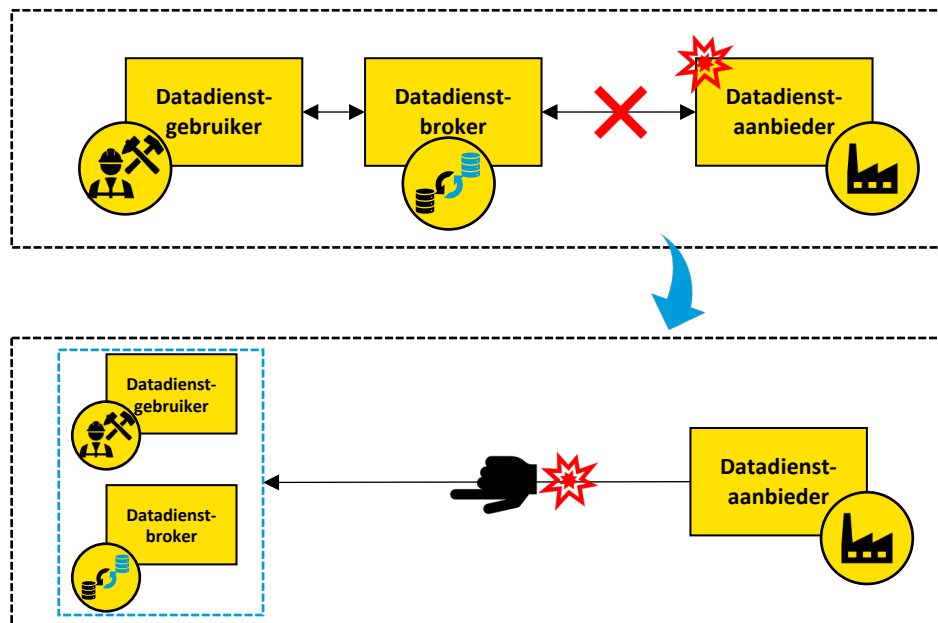 Datadienst-
gebruiker
Datadienst-
broker
Datadienst-
aanbieder
Datadienst-
gebruiker
Datadienst-
broker
Datadienst-
aanbieder